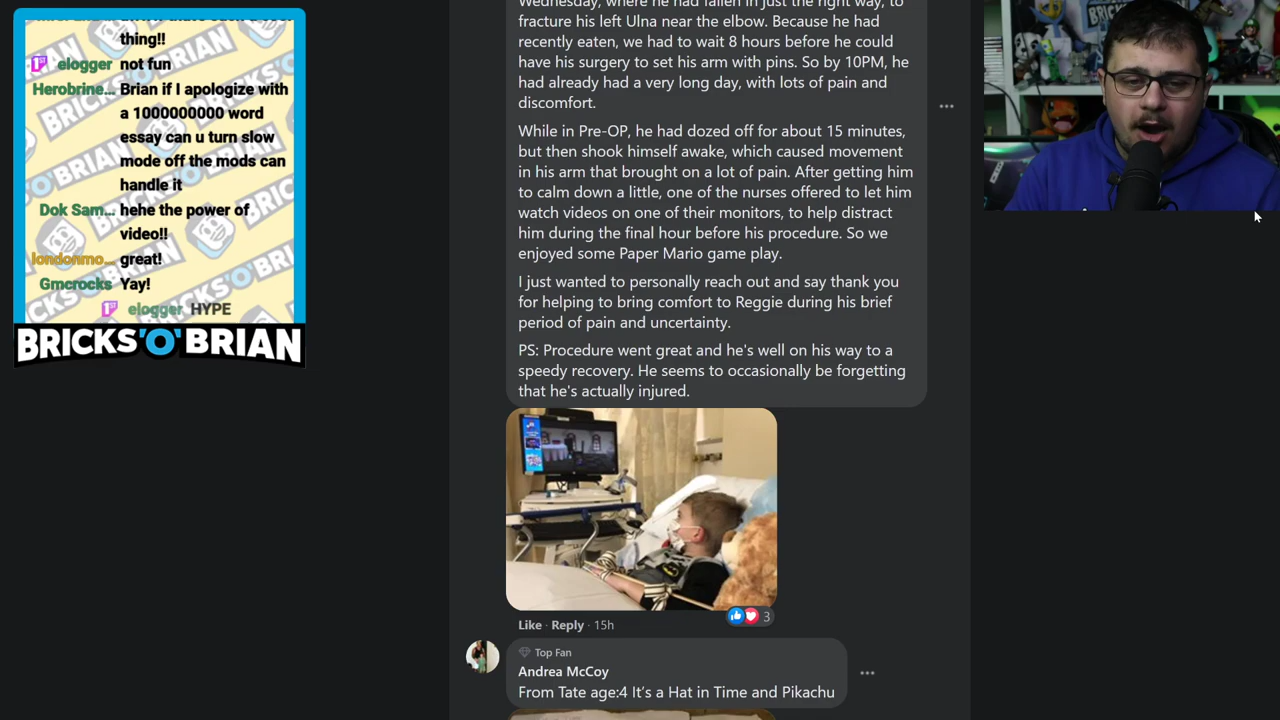 thing!!
elogger not fun
Herobrine... Brian if I apologize with
a 1000000000 word
essay can u turn slow
mode off the mods can
handle it
Dok Sam... hehe the power of
video!!
londonmo... great!
Gmcrocks Yay!
elogger HYPE
BRICKS'O'BRIAN
Wednesday, where he had fallen in just the right way, to
fracture his left Ulna near the elbow. Because he had
recently eaten, we had to wait 8 hours before he could
have his surgery to set his arm with pins. So by 10PM, he
had already had a very long day, with lots of pain and
discomfort.
While in Pre-OP, he had dozed off for about 15 minutes,
but then shook himself awake, which caused movement
in his arm that brought on a lot of pain. After getting him
to calm down a little, one of the nurses offered to let him
watch videos on one of their monitors, to help distract
him during the final hour before his procedure. So we
enjoyed some Paper Mario game play.
I just wanted to personally reach out and say thank you
for helping to bring comfort to Reggie during his brief
period of pain and uncertainty.
PS: Procedure went great and he's well on his way to a
speedy recovery. He seems to occasionally be forgetting
that he's actually injured.
3
Like · Reply · 15h
Top Fan
Andrea McCoy
From Tate age:4 It's a Hat in Time and Pikachu